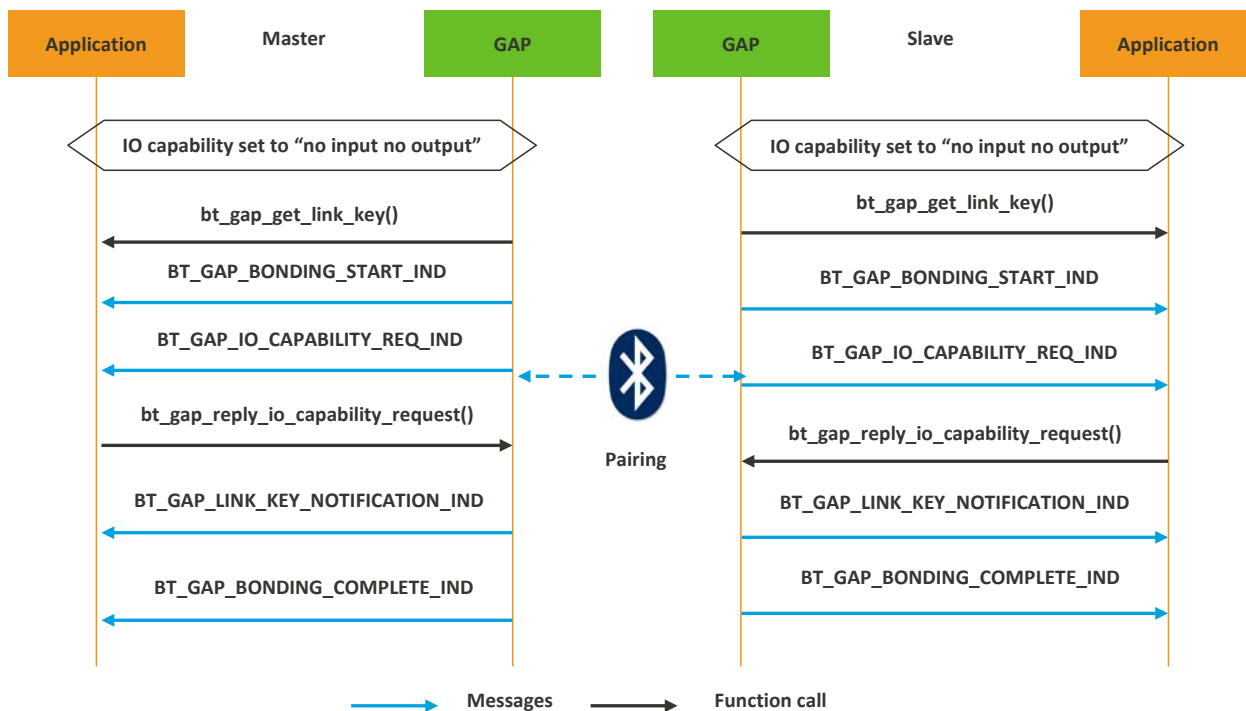 Application
Master
GAP
GAP
Slave
Application
IO capability set to “no input no output”
IO capability set to “no input no output”
bt_gap_get_link_key()
bt_gap_get_link_key()
BT_GAP_BONDING_START_IND
BT_GAP_BONDING_START_IND
BT_GAP_IO_CAPABILITY_REQ_IND
BT_GAP_IO_CAPABILITY_REQ_IND
bt_gap_reply_io_capability_request()
bt_gap_reply_io_capability_request()
Pairing
BT_GAP_LINK_KEY_NOTIFICATION_IND
BT_GAP_LINK_KEY_NOTIFICATION_IND
BT_GAP_BONDING_COMPLETE_IND
BT_GAP_BONDING_COMPLETE_IND
Messages
Function call